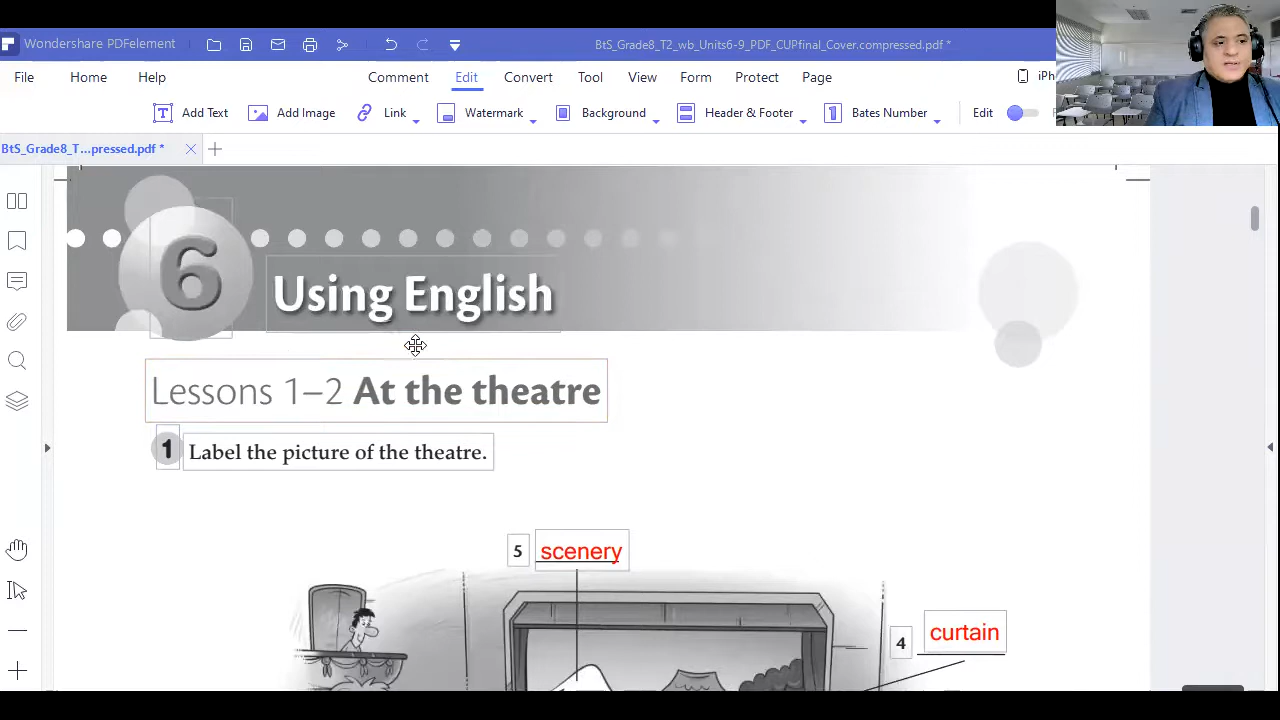 Wondershare PDFelement
BtS_Grade8_T2_wb_Units6-9_PDF_CUPfinal_Cover.compressed.pdf *
File Home Help Comment Edit Convert Tool View Form Protect Page
Add Text Add Image Link Watermark Background Header & Footer 1 Bates Number Edit
BtS_Grade8_T...pressed.pdf *
6 Using English
Lessons 1–2 At the theatre
1 Label the picture of the theatre.
5 scenery
4 curtain